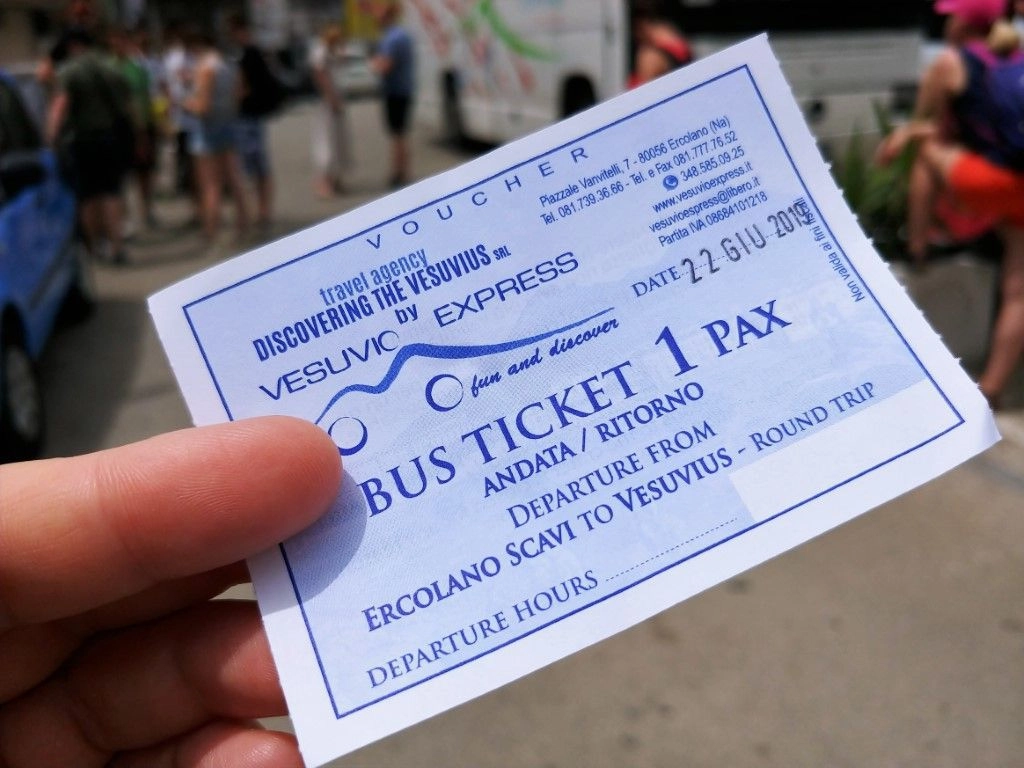 VOUCHER
travel agency
DISCOVERING THE VESUVIUS SRL
by
VESUVIO EXPRESS
fun and discover
Piazzale Vanvitelli, 7 - 80056 Ercolano (Na)
Tel. 081.739.36.66 - Tel. e Fax 081.777.76.52
348.585.09.25
www.vesuvioexpress.it
vesuvioespress@libero.it
Partita IVA 08684101218
DATE 22 GIU 2019
Non valida ai fini
BUS TICKET 1 PAX
ANDATA / RITORNO
DEPARTURE FROM
ERCOLANO SCAVI TO VESUVIUS - ROUND TRIP
DEPARTURE HOURS ........................